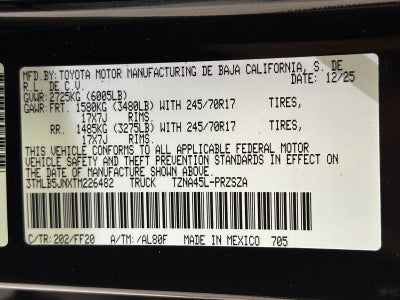 MFD.BY:TOYOTA MOTOR MANUFACTURING DE BAJA CALIFORNIA, S. DE
R.L. DE C.V. DATE: 12/25
GVWR: 2725KG (6005LB)
GAWR: FRT. 1580KG (3480LB) WITH 245/70R17 TIRES,
17X7J RIMS.
RR. 1485KG (3275LB) WITH 245/70R17 TIRES,
17X7J RIMS.
THIS VEHICLE CONFORMS TO ALL APPLICABLE FEDERAL MOTOR
VEHICLE SAFETY AND THEFT PREVENTION STANDARDS IN EFFECT ON
THE DATE OF MANUFACTURE SHOWN ABOVE.
3TMLB5JNXTM226482 TRUCK TZNA45L-PRZSZA
C/TR: 202/FF20 A/TM: /AL80F MADE IN MEXICO 705